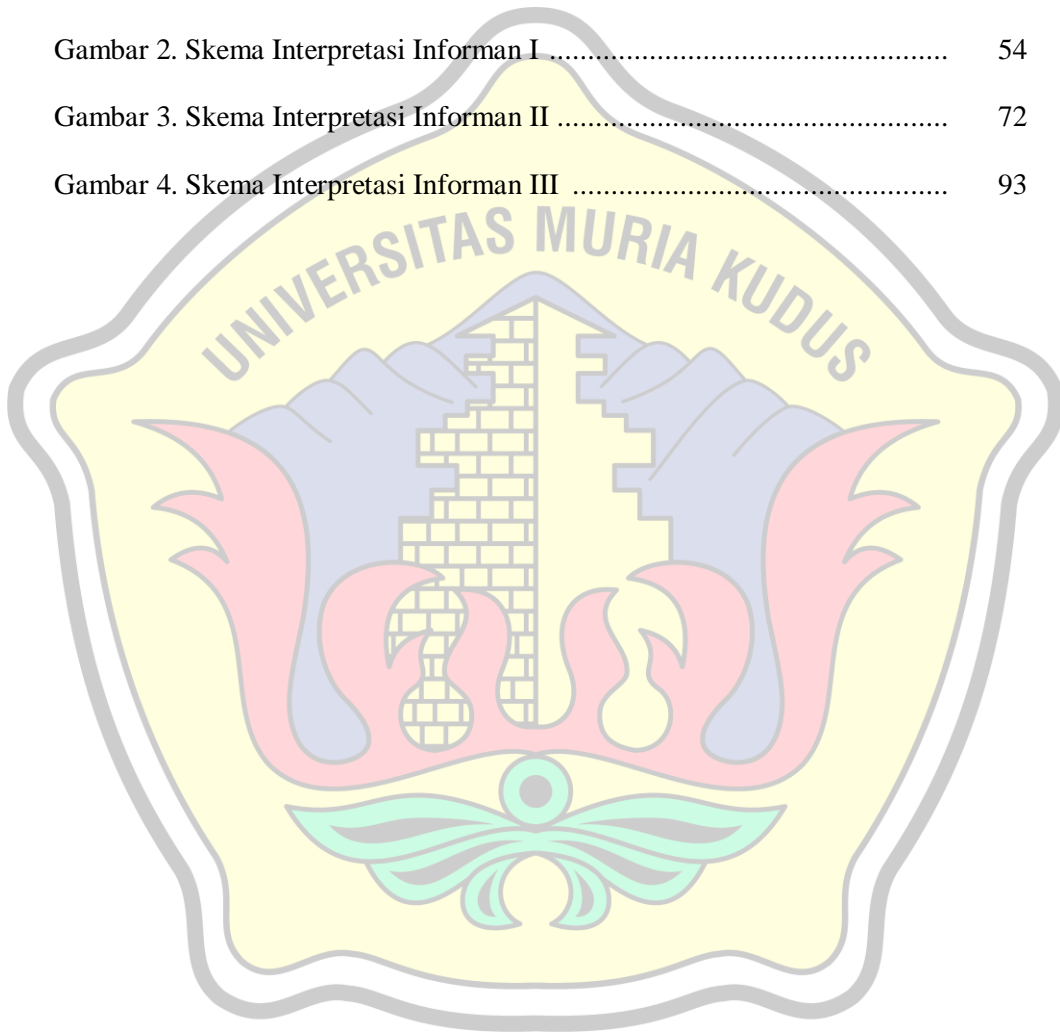 Gambar 2. Skema Interpretasi Informan I ................................................... 54
Gambar 3. Skema Interpretasi Informan II .................................................. 72
Gambar 4. Skema Interpretasi Informan III ................................................ 93
UNIVERSITAS MURIA KUDUS